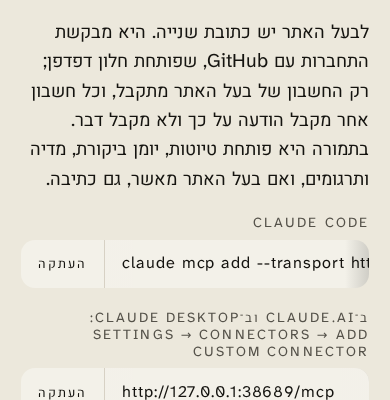 לבעל האתר יש כתובת שנייה. היא מבקשת
התחברות עם GitHub, שפותחת חלון דפדפן;
רק החשבון של בעל האתר מתקבל, וכל חשבון
אחר מקבל הודעה על כך ולא מקבל דבר.
בתמורה היא פותחת טיוטות, יומן ביקורת, מדיה
ותרגומים, ואם בעל האתר מאשר, גם כתיבה.
CLAUDE CODE
claude mcp add --transport
העתקה
ב־CLAUDE.AI וב־CLAUDE DESKTOP:
SETTINGS → CONNECTORS → ADD
CUSTOM CONNECTOR
http://127.0.0.1:38689/mcp
העתקה